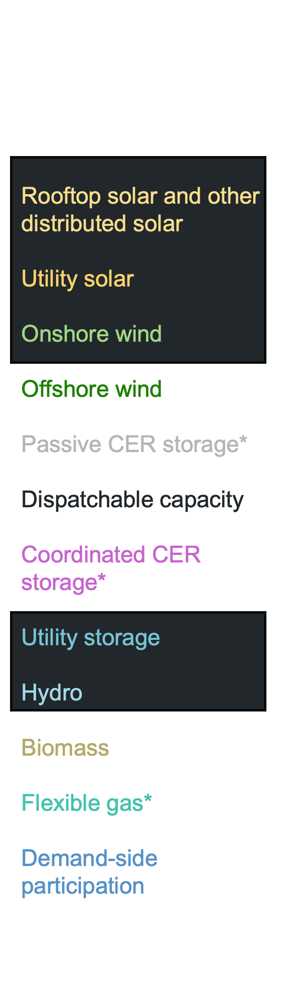 Rooftop solar and other
distributed solar
Utility solar
Onshore wind
Offshore wind
Passive CER storage*
Dispatchable capacity
Coordinated CER
storage*
Utility storage
Hydro
Biomass
Flexible gas*
Demand-side
participation